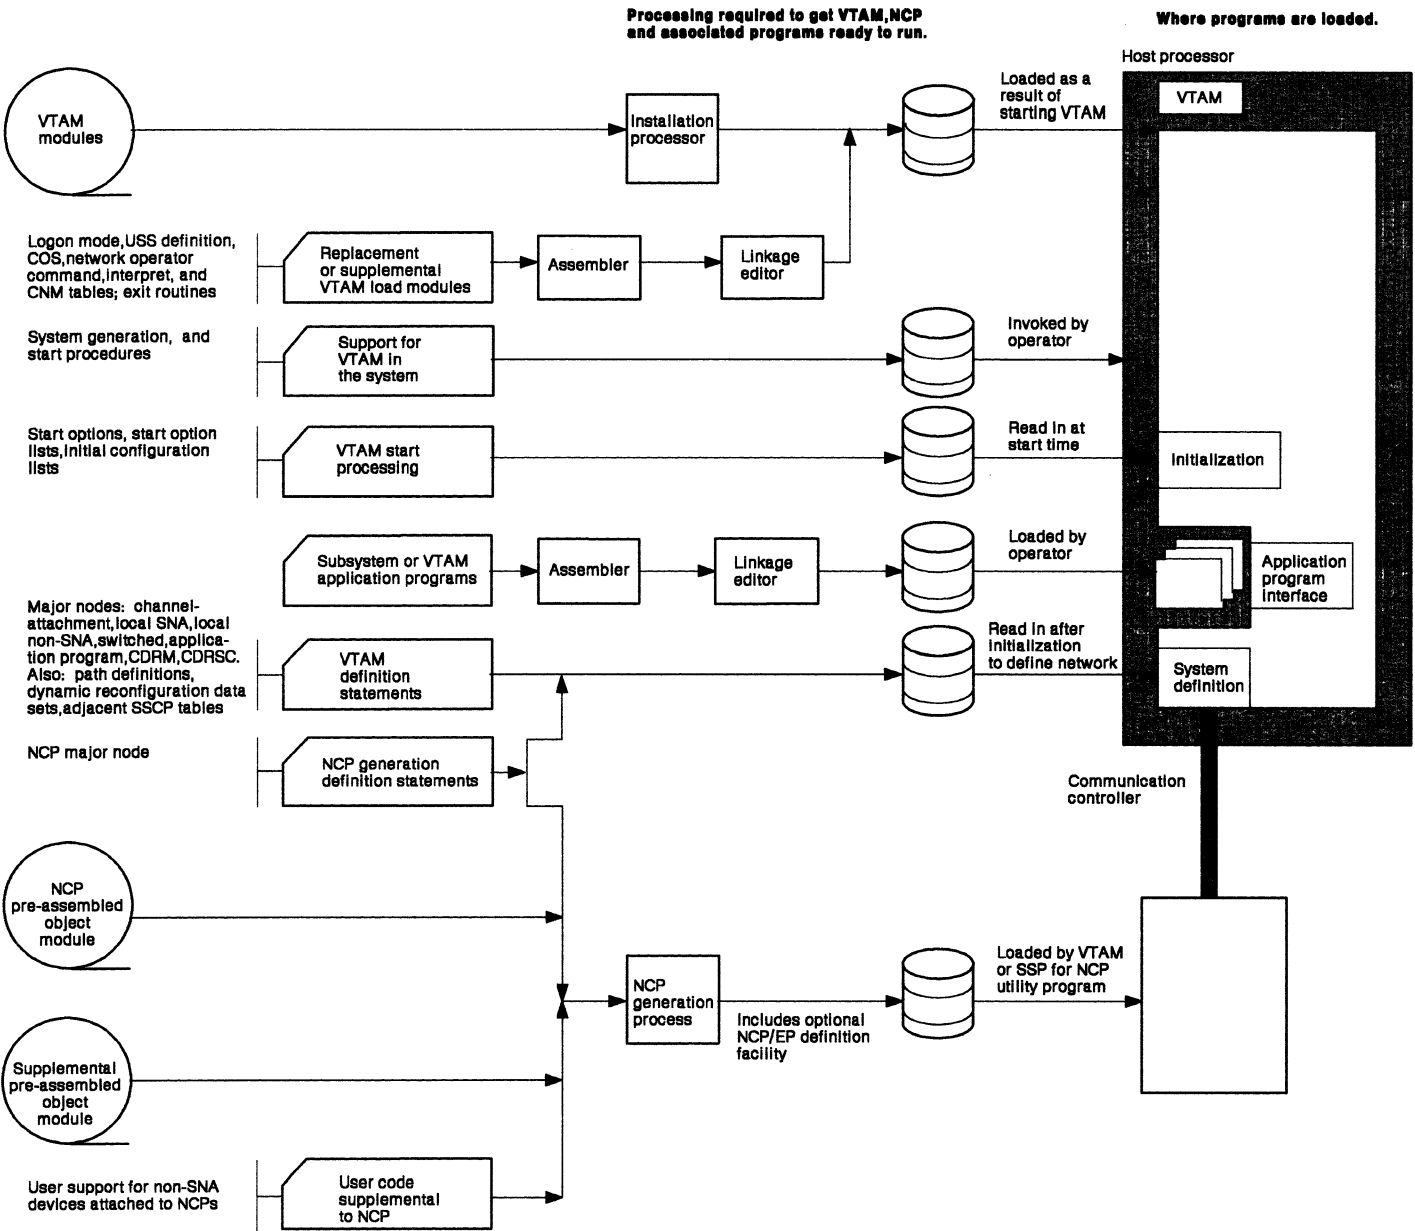 Processing required to get VTAM,NCP
and associated programs ready to run.
Where programs are loaded.
Host processor
VTAM
modules
Installation
processor
Loaded as a
result of
starting VTAM
VTAM
Logon mode,USS definition,
COS,network operator
command,interpret, and
CNM tables; exit routines
Replacement
or supplemental
VTAM load modules
Assembler
Linkage
editor
System generation, and
start procedures
Support for
VTAM in
the system
Invoked by
operator
Start options, start option
lists,initial configuration
lists
VTAM start
processing
Read in at
start time
Initialization
Subsystem or VTAM
application programs
Assembler
Linkage
editor
Loaded by
operator
Application
program
interface
Major nodes: channel-
attachment,local SNA,local
non-SNA,switched,applica-
tion program,CDRM,CDRSC.
Also: path definitions,
dynamic reconfiguration data
sets,adjacent SSCP tables
VTAM
definition
statements
Read in after
initialization
to define network
System
definition
NCP major node
NCP generation
definition statements
Communication
controller
NCP
pre-assembled
object
module
NCP
generation
process
Includes optional
NCP/EP definition
facility
Loaded by VTAM
or SSP for NCP
utility program
Supplemental
pre-assembled
object
module
User support for non-SNA
devices attached to NCPs
User code
supplemental
to NCP